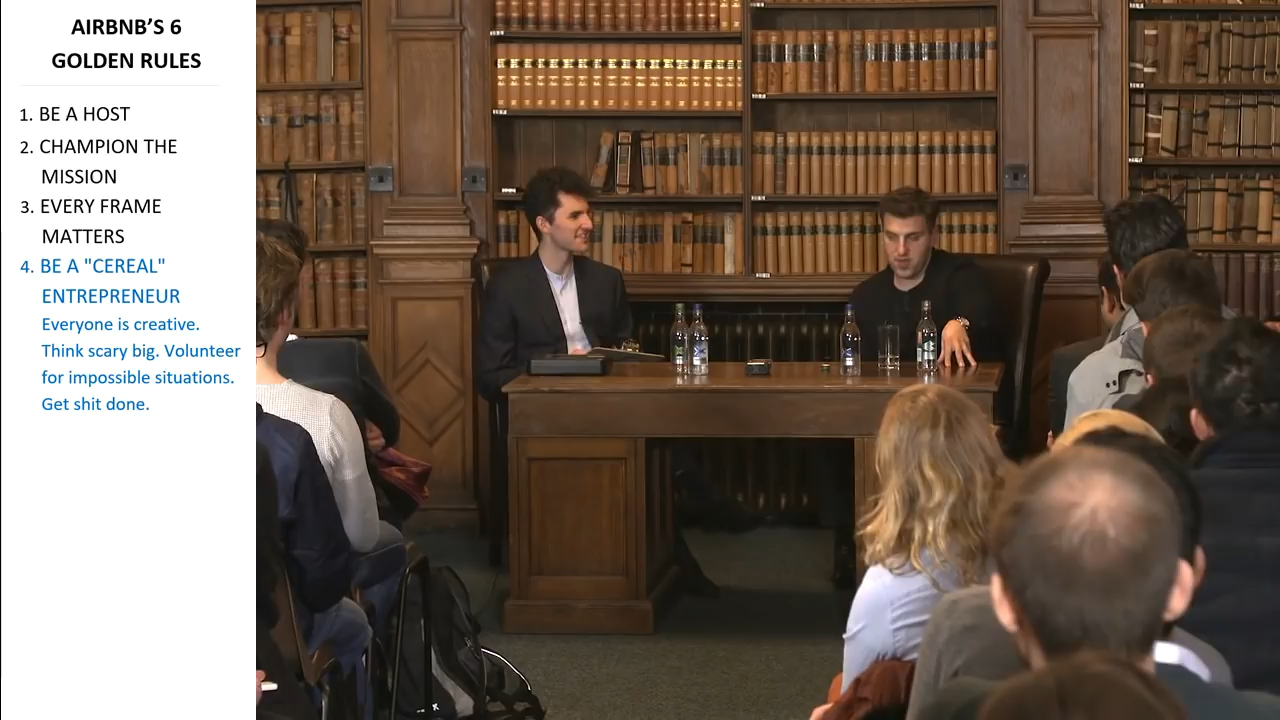 AIRBNB’S 6
GOLDEN RULES
1. BE A HOST
2. CHAMPION THE
MISSION
3. EVERY FRAME
MATTERS
4. BE A "CEREAL"
ENTREPRENEUR
Everyone is creative.
Think scary big. Volunteer
for impossible situations.
Get shit done.